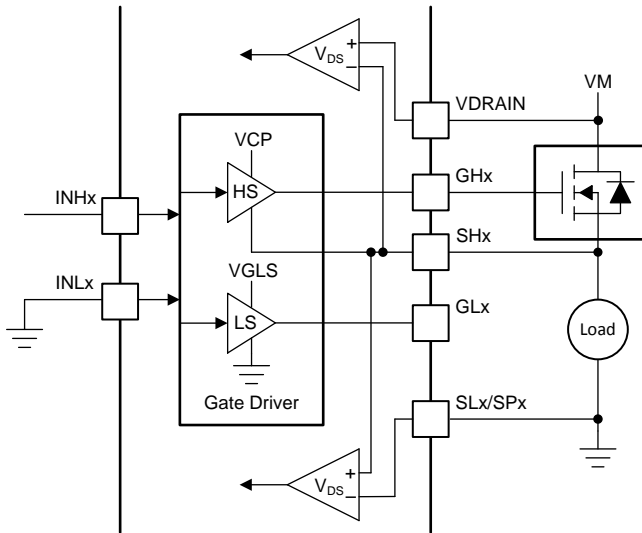 VDS
+
−
VM
VDRAIN
VCP
INHx
HS
GHx
SHx
INLx
VGLS
LS
GLx
Load
Gate Driver
SLx/SPx
VDS
+
−